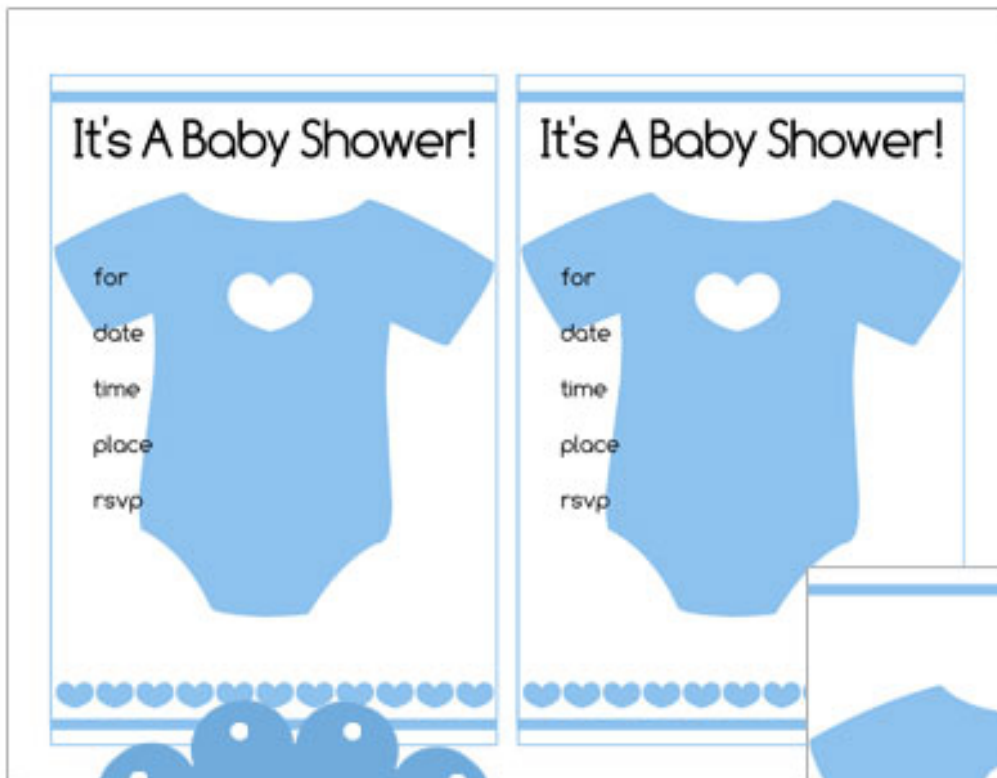 It's A Baby Shower!
for
date
time
place
rsvp
It's A Baby Shower!
for
date
time
place
rsvp